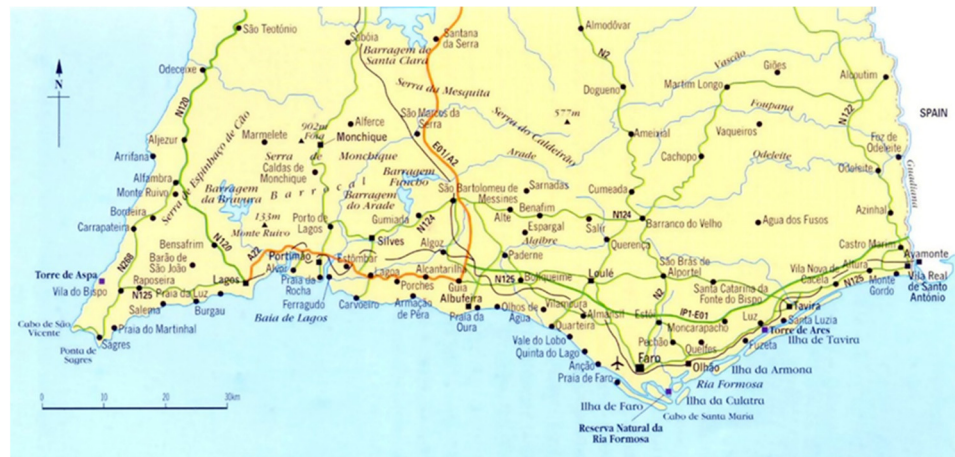 São Teotónio
Sabóia
Santana
da Serra
Almodôvar
Barragem de
Santa Clara
N2
Vascão
Giões
Odeceixe
Serra da Mesquita
Dogueno
Martim Longo
Alcoutim
N
N120
902m
Fóia
Alferce
São Marcos da
Serra
577m
Foupana
N122
SPAIN
Aljezur
Marmelete
Monchique
Serra do Caldeirão
Ameixial
Vaqueiros
Foz de
Odeleite
Arrifana
Serra de Espinhaço de Cão
Serra de Monchique
Caldas de
Monchique
E01/A2
Arade
Cachopo
Odeleite
Odeleite
Guadiana
Alfambra
Monte Ruivo
Barragem
da Bravura
Barrocal
Barragem
Funcho
Barragem
do Arade
São Bartolomeu de
Messines
Sarnadas
Cumeada
Bordeira
Carrapateira
133m
Monte Ruivo
Porto de
Lagos
Gumiada
N124
Alte
Benafim
Salir
N124
Barranco do Velho
Agua dos Fusos
Azinhal
Bensafrim
N120
A22
Silves
Algoz
Espargal
Algibre
Querença
Castro Marim
N268
Barão de
São João
Portimão
Estômbar
Paderne
Ayamonte
Torre de Aspa
Vila do Bispo
Raposeira
Lagos
Alvor
Praia da
Rocha
Lagoa
Alcantarilha
N125
Boliqueime
Loulé
São Brás de
Alportel
Vila Nova de
Cacela
Altura
Vila Real
de Santo
António
N125
Salema
Praia da Luz
Burgau
Ferragudo
Carvoeiro
Porches
Armação
de Pêra
Guia
Albufeira
N2
Santa Catarina da
Fonte do Bispo
N125
Monte
Gordo
Cabo de São
Vicente
Praia do Martinhal
Baía de Lagos
Praia da
Oura
Olhos de
Água
Vilamoura
Almansil
Estói
IP1-E01
Luz
Tavira
Santa Luzia
Ponta de
Sagres
Sagres
Quarteira
Moncarapacho
Torre de Ares
Vale do Lobo
Pechão
Quelfes
Fuzeta
Ilha de Tavira
Quinta do Lago
Faro
Olhão
Ilha da Armona
Anção
Praia de Faro
Ria Formosa
0
10
20
30km
Ilha de Faro
Ilha da Culatra
Cabo de Santa Maria
Reserva Natural da
Ria Formosa